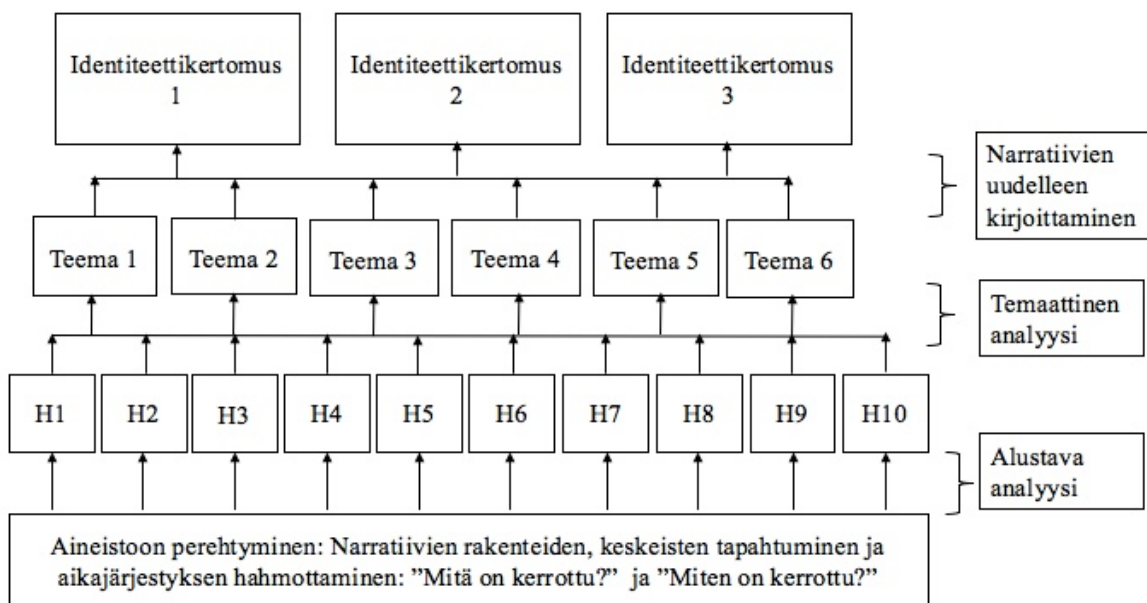 Identiteettikertomus
1
Identiteettikertomus
2
Identiteettikertomus
3
Narratiivien
uudelleen
kirjoittaminen
Teema 1
Teema 2
Teema 3
Teema 4
Teema 5
Teema 6
Temaattinen
analyysi
H1
H2
H3
H4
H5
H6
H7
H8
H9
H10
Alustava
analyysi
Aineistoon perehtyminen: Narratiivien rakenteiden, keskeisten tapahtuminen ja
aikajärjestyksen hahmottaminen: ”Mitä on kerrottu?” ja ”Miten on kerrottu?”